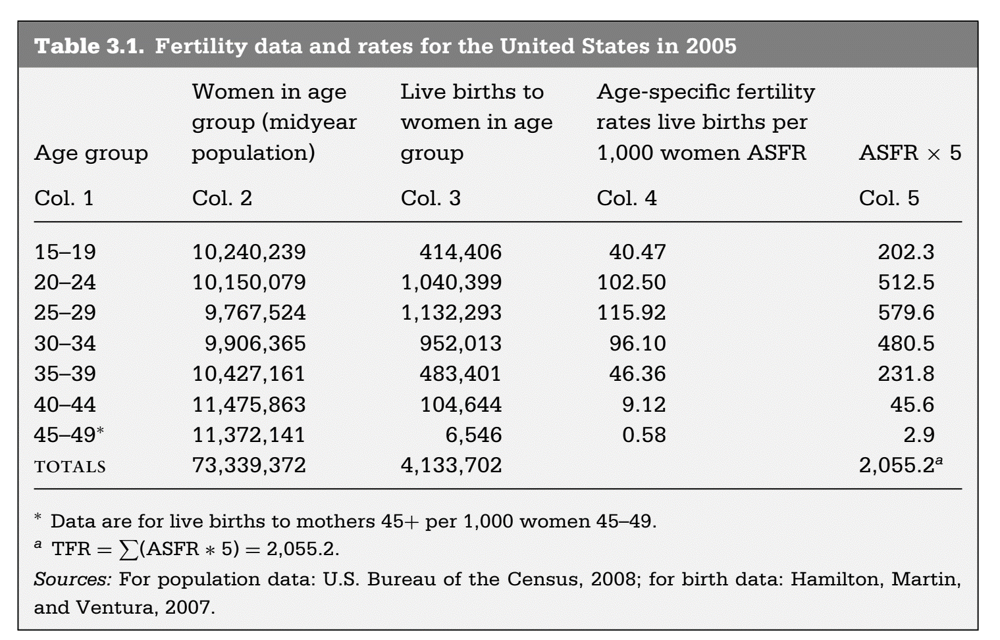 Table 3.1. Fertility data and rates for the United States in 2005
Age group Women in age group (midyear population) Live births to women in age group Age-specific fertility rates live births per 1,000 women ASFR ASFR × 5
Col. 1 Col. 2 Col. 3 Col. 4 Col. 5
15–19 10,240,239 414,406 40.47 202.3
20–24 10,150,079 1,040,399 102.50 512.5
25–29 9,767,524 1,132,293 115.92 579.6
30–34 9,906,365 952,013 96.10 480.5
35–39 10,427,161 483,401 46.36 231.8
40–44 11,475,863 104,644 9.12 45.6
45–49* 11,372,141 6,546 0.58 2.9
TOTALS 73,339,372 4,133,702 2,055.2a
* Data are for live births to mothers 45+ per 1,000 women 45–49.
a TFR = ∑(ASFR * 5) = 2,055.2.
Sources: For population data: U.S. Bureau of the Census, 2008; for birth data: Hamilton, Martin,
and Ventura, 2007.